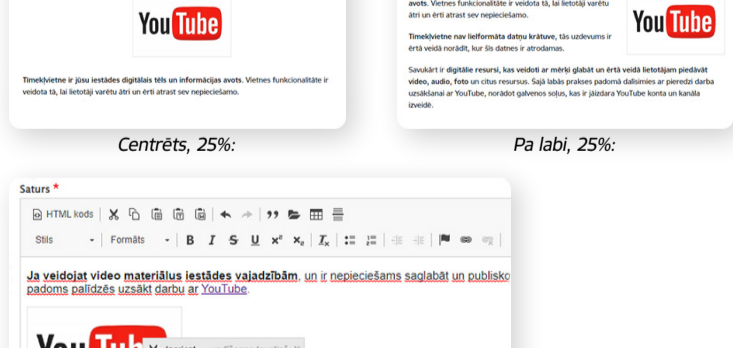 YouTube
Tīmekļvietne ir jūsu iestādes digitālais tēls un informācijas avots. Vietnes funkcionalitāte ir
veidota tā, lai lietotāji varētu ātri un ērti atrast sev nepieciešamo.
Centrēts, 25%:
avots. Vietnes funkcionalitāte ir veidota tā, lai lietotāji varētu
ātri un ērti atrast sev nepieciešamo.
YouTube
Tīmekļvietne nav lielformāta datņu krātuve, tās uzdevums ir
ērtā veidā norādīt, kur šīs datnes ir atrodamas.
Savukārt ir digitālie resursi, kas veidoti ar mērķi glabāt un ērtā veidā lietotājam piedāvāt
video, audio, foto un citus resursus. Šajā labās prakses padomā dalīsimies ar pieredzi darba
uzsākšanai ar YouTube, norādot galvenos soļus, kas ir jāizdara YouTube konta un kanāla
izveidē.
Pa labi, 25%:
Saturs *
HTML kods
Stils Formāts B I S U x² x₂ Tx
Ja veidojat video materiālus iestādes vajadzībām, un ir nepieciešams saglabāt un publisko
padoms palīdzēs uzsākt darbu ar YouTube.
YouTub